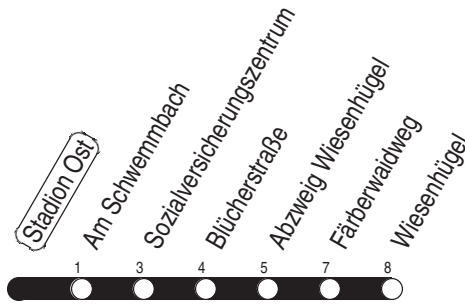 Stadion Ost
Am Schwemmbach
Sozialversicherungszentrum
Blücherstraße
Abzweig Wiesenhügel
Färberwaidweg
Wiesenhügel
1 3 4 5 7 8